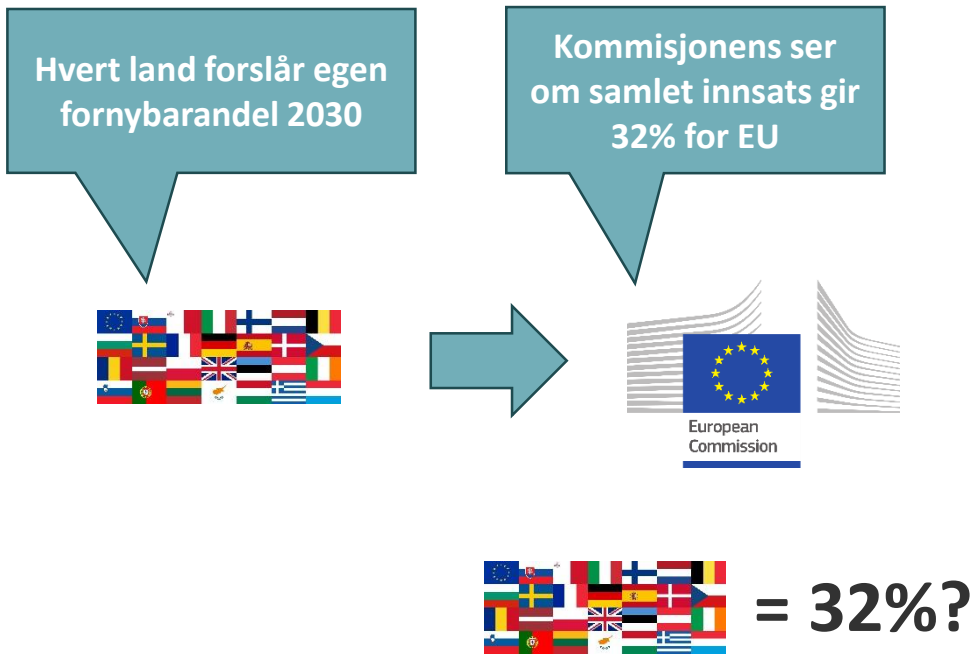 Hvert land forslår egen
fornybarandel 2030
Kommisjonens ser
om samlet innsats gir
32% for EU
European
Commission
= 32%?